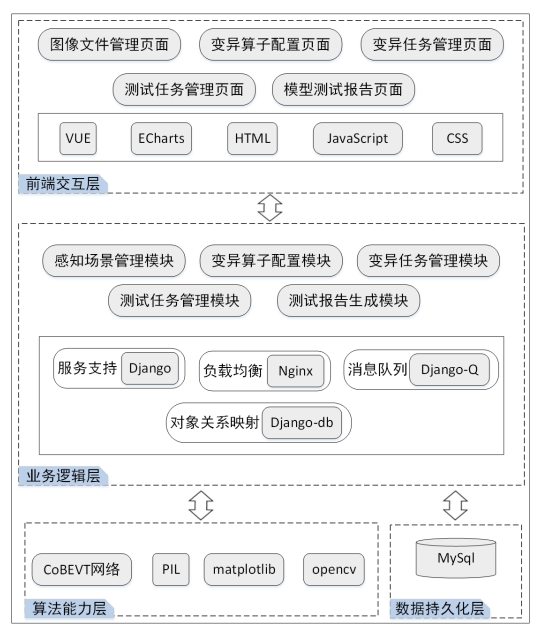 图像文件管理页面 变异算子配置页面 变异任务管理页面
测试任务管理页面 模型测试报告页面
VUE ECharts HTML JavaScript CSS
前端交互层
感知场景管理模块 变异算子配置模块 变异任务管理模块
测试任务管理模块 测试报告生成模块
服务支持 Django 负载均衡 Nginx 消息队列 Django-Q
对象关系映射 Django-db
业务逻辑层
CoBEVT网络 PIL matplotlib opencv MySql
算法能力层 数据持久化层